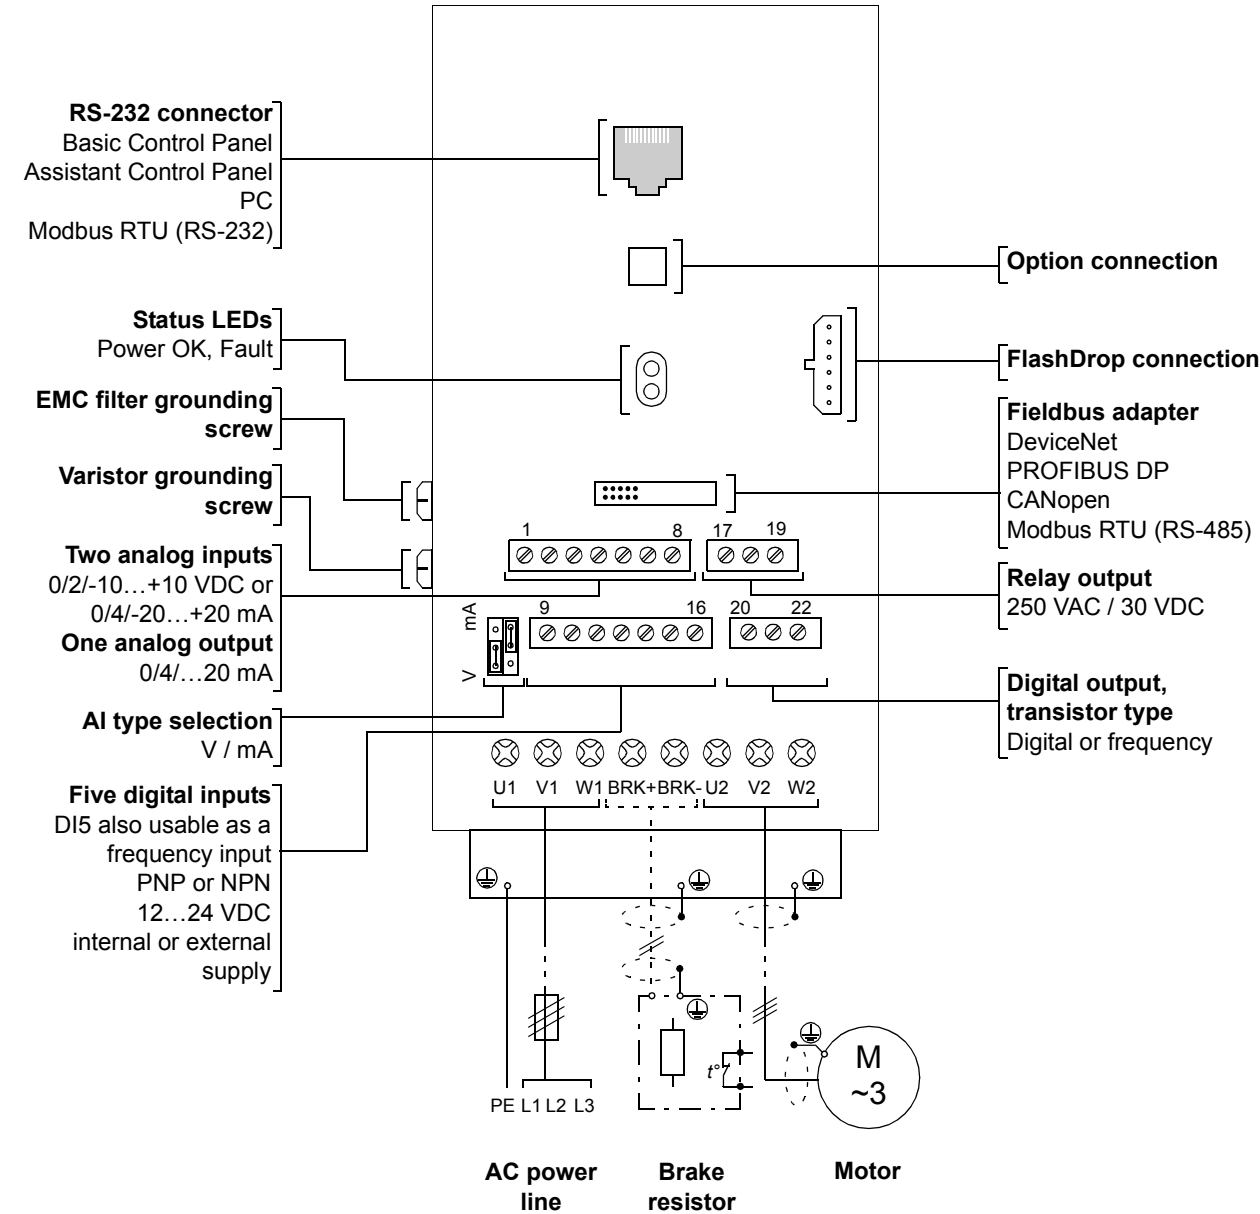 RS-232 connector
Basic Control Panel
Assistant Control Panel
PC
Modbus RTU (RS-232)
Status LEDs
Power OK, Fault
EMC filter grounding
screw
Varistor grounding
screw
Two analog inputs
0/2/-10…+10 VDC or
0/4/-20…+20 mA
One analog output
0/4/…20 mA
AI type selection
V / mA
Five digital inputs
DI5 also usable as a
frequency input
PNP or NPN
12…24 VDC
internal or external
supply
Option connection
FlashDrop connection
Fieldbus adapter
DeviceNet
PROFIBUS DP
CANopen
Modbus RTU (RS-485)
Relay output
250 VAC / 30 VDC
Digital output,
transistor type
Digital or frequency
1 8 17 19
mA
V
9 16 20 22
U1 V1 W1 BRK+ BRK- U2 V2 W2
t°
M
~3
PE L1 L2 L3
AC power
line
Brake
resistor
Motor